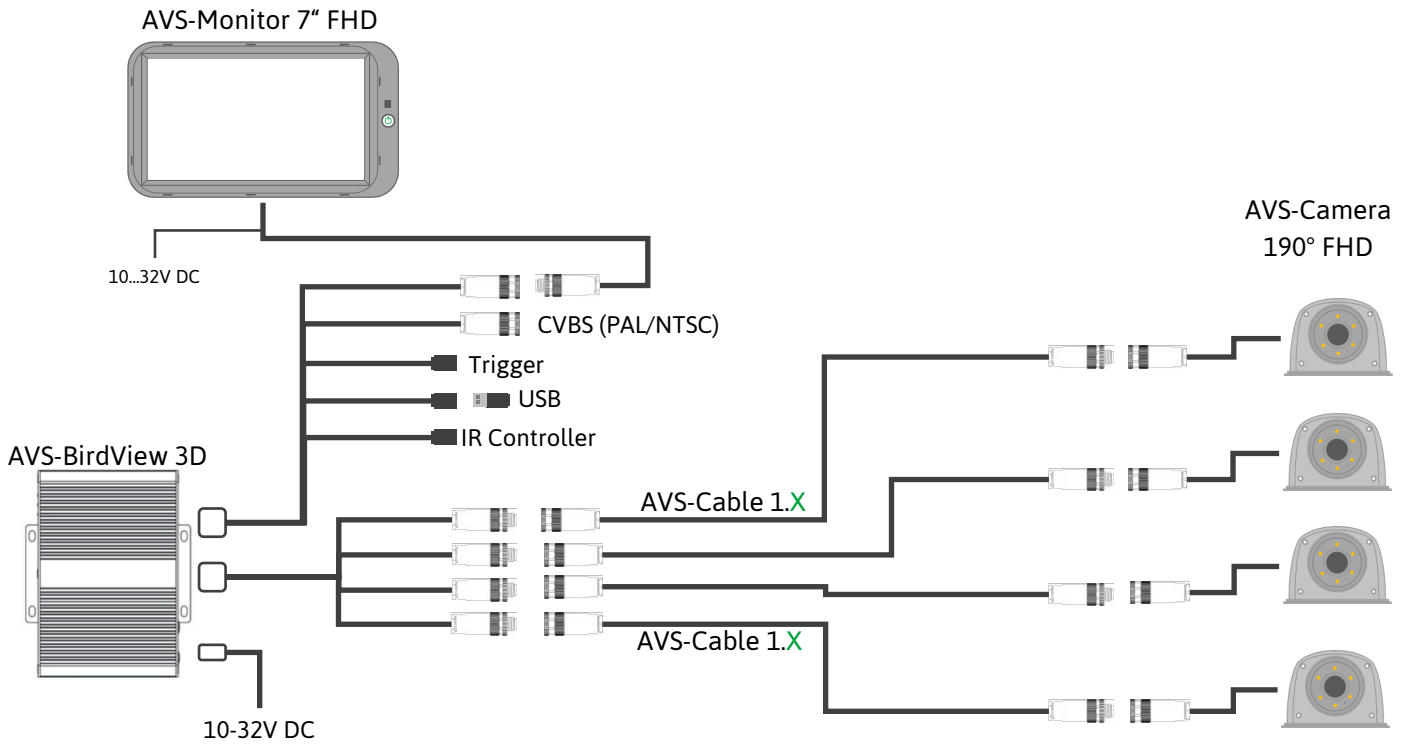 AVS-Monitor 7“ FHD
AVS-Camera
190° FHD
10...32V DC
CVBS (PAL/NTSC)
Trigger
USB
IR Controller
AVS-BirdView 3D
AVS-Cable 1.X
AVS-Cable 1.X
10-32V DC